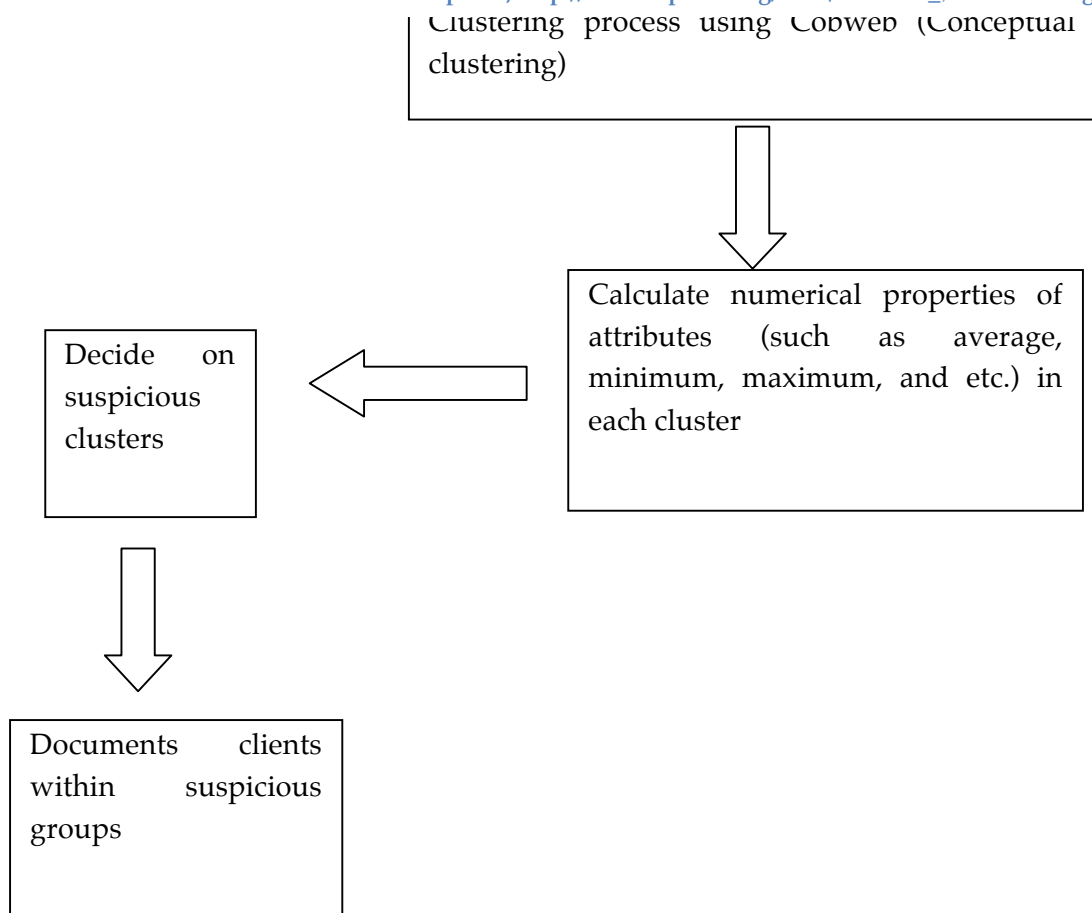 Clustering process using Cobweb (Conceptual
clustering)
Calculate numerical properties of
attributes (such as average,
minimum, maximum, and etc.) in
each cluster
Decide on
suspicious
clusters
Documents clients
within suspicious
groups